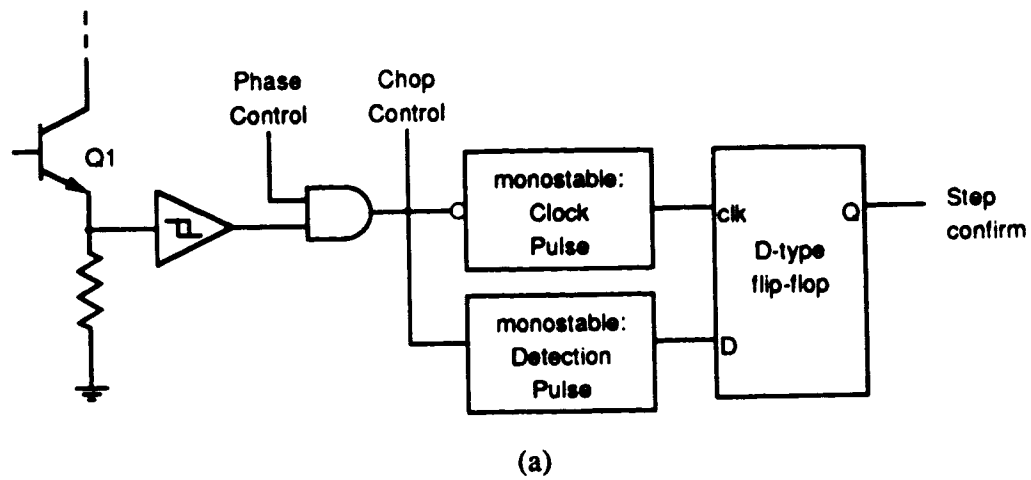 Phase
Control
Chop
Control
Q1
monostable:
Clock
Pulse
clk
Q
D-type
flip-flop
Step
confirm
monostable:
Detection
Pulse
D
(a)